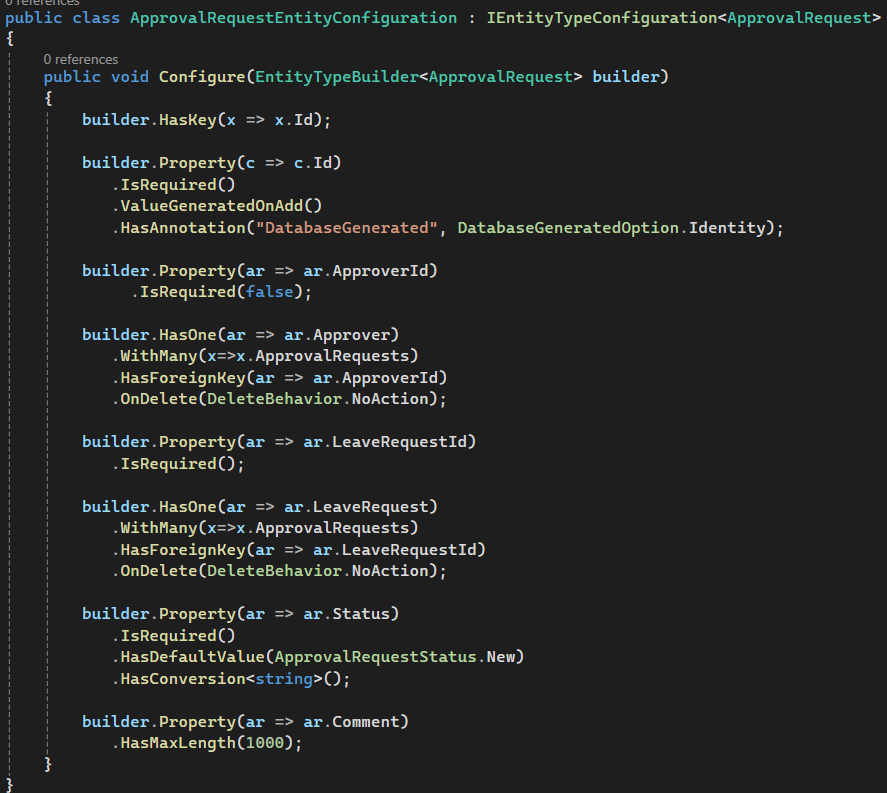 0 references
public class ApprovalRequestEntityConfiguration : IEntityTypeConfiguration<ApprovalRequest>
{
0 references
public void Configure(EntityTypeBuilder<ApprovalRequest> builder)
{
builder.HasKey(x => x.Id);
builder.Property(c => c.Id)
.IsRequired()
.ValueGeneratedOnAdd()
.HasAnnotation("DatabaseGenerated", DatabaseGeneratedOption.Identity);
builder.Property(ar => ar.ApproverId)
.IsRequired(false);
builder.HasOne(ar => ar.Approver)
.WithMany(x=>x.ApprovalRequests)
.HasForeignKey(ar => ar.ApproverId)
.OnDelete(DeleteBehavior.NoAction);
builder.Property(ar => ar.LeaveRequestId)
.IsRequired();
builder.HasOne(ar => ar.LeaveRequest)
.WithMany(x=>x.ApprovalRequests)
.HasForeignKey(ar => ar.LeaveRequestId)
.OnDelete(DeleteBehavior.NoAction);
builder.Property(ar => ar.Status)
.IsRequired()
.HasDefaultValue(ApprovalRequestStatus.New)
.HasConversion<string>();
builder.Property(ar => ar.Comment)
.HasMaxLength(1000);
}
}